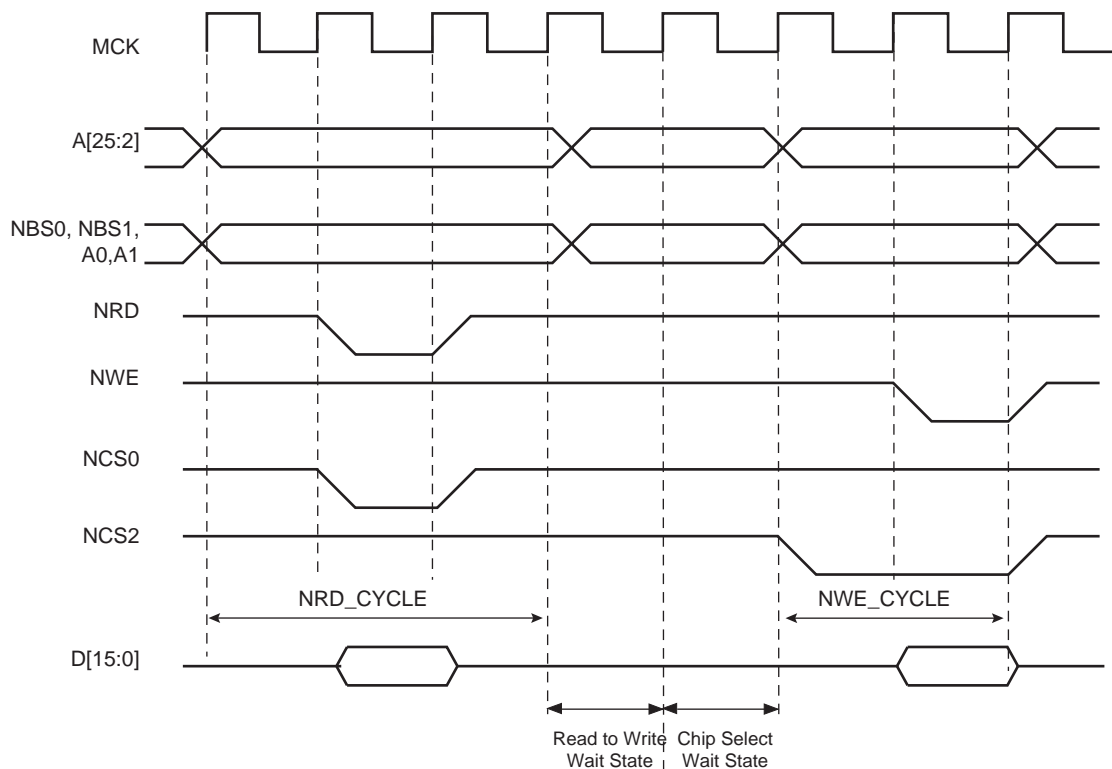 MCK
A[25:2]
NBS0, NBS1,
A0,A1
NRD
NWE
NCS0
NCS2
NRD_CYCLE
NWE_CYCLE
D[15:0]
Read to Write
Wait State
Chip Select
Wait State